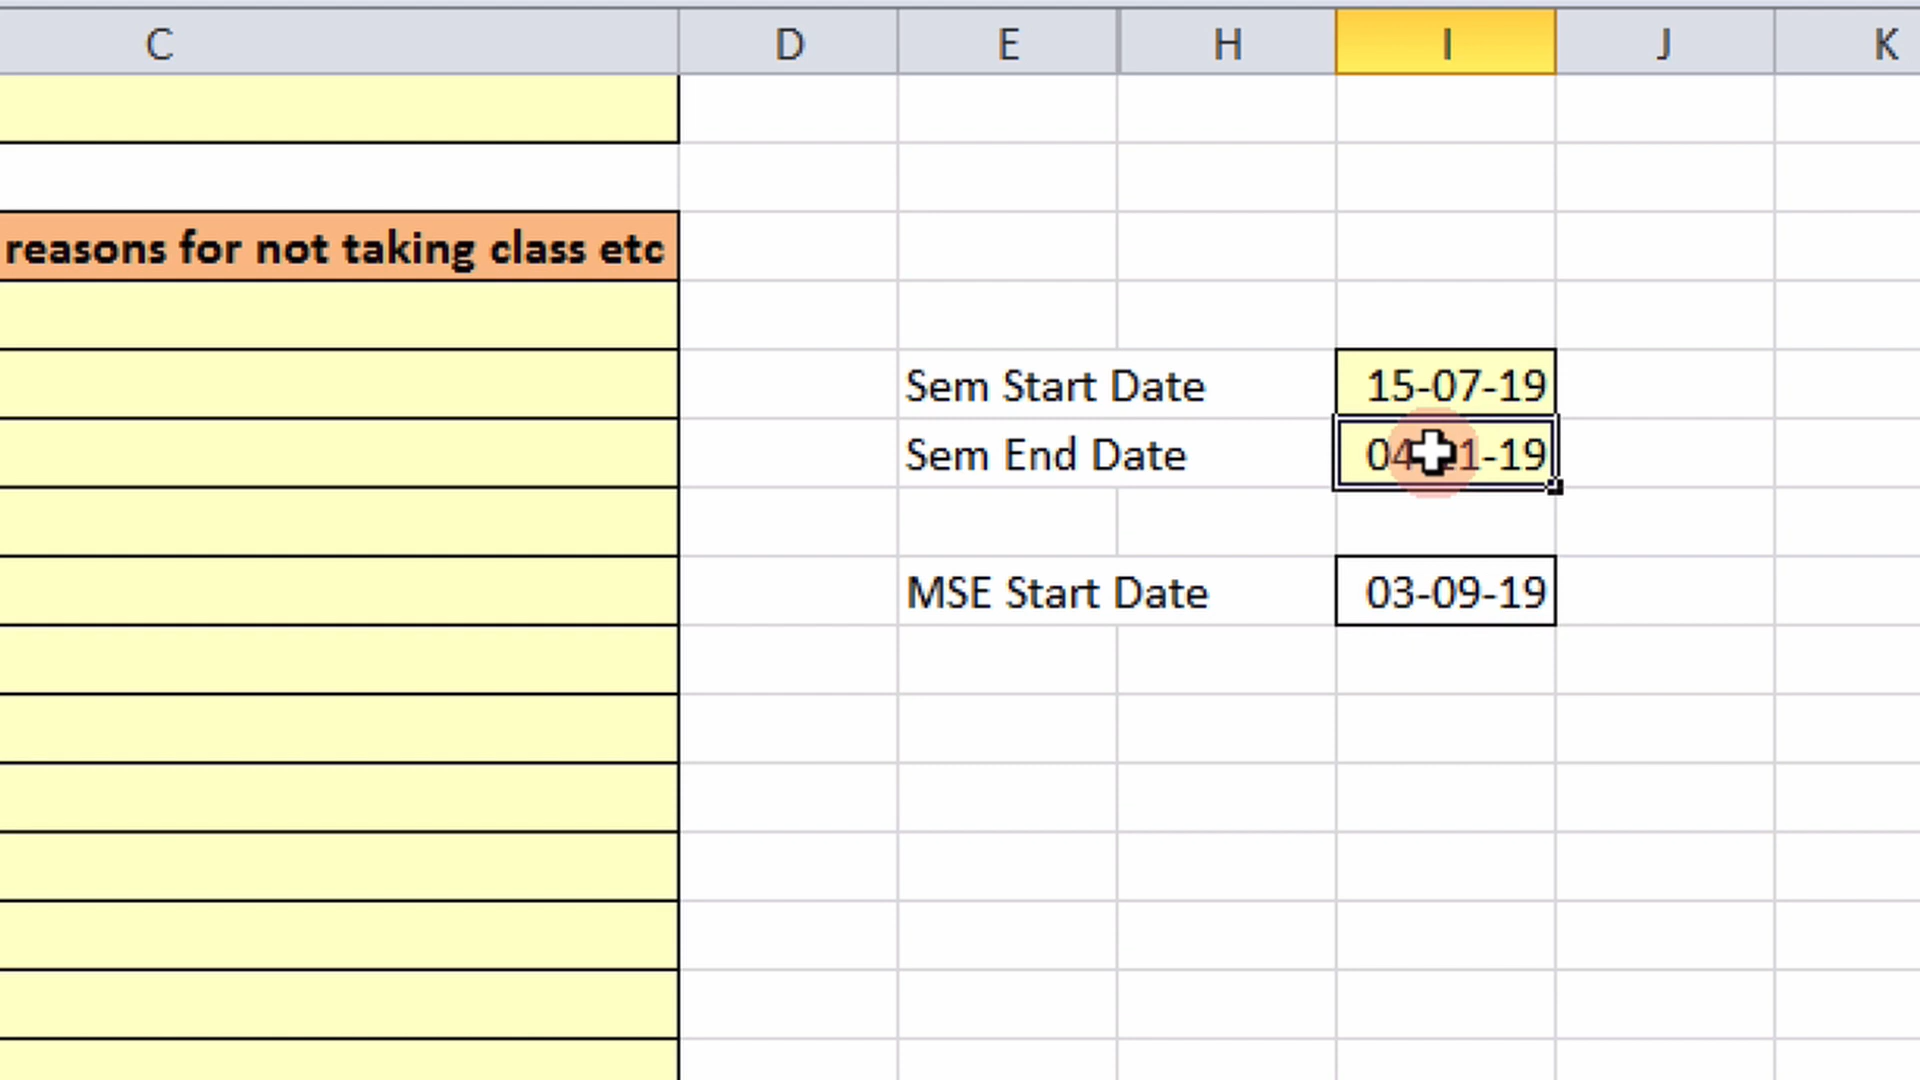 C D E H I J K
reasons for not taking class etc
Sem Start Date 15-07-19
Sem End Date
MSE Start Date 03-09-19